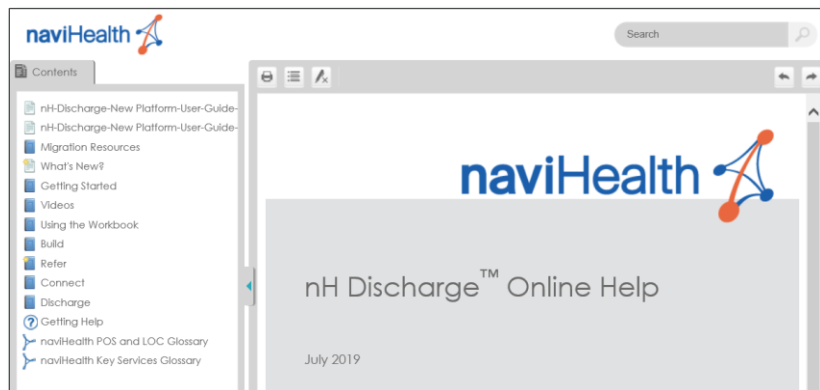 naviHealth
Search
Contents
nH-Discharge-New Platform-User-Guide-
nH-Discharge-New Platform-User-Guide-
Migration Resources
What's New?
Getting Started
Videos
Using the Workbook
Build
Refer
Connect
Discharge
Getting Help
naviHealth POS and LOC Glossary
naviHealth Key Services Glossary
naviHealth
nH Discharge™ Online Help
July 2019